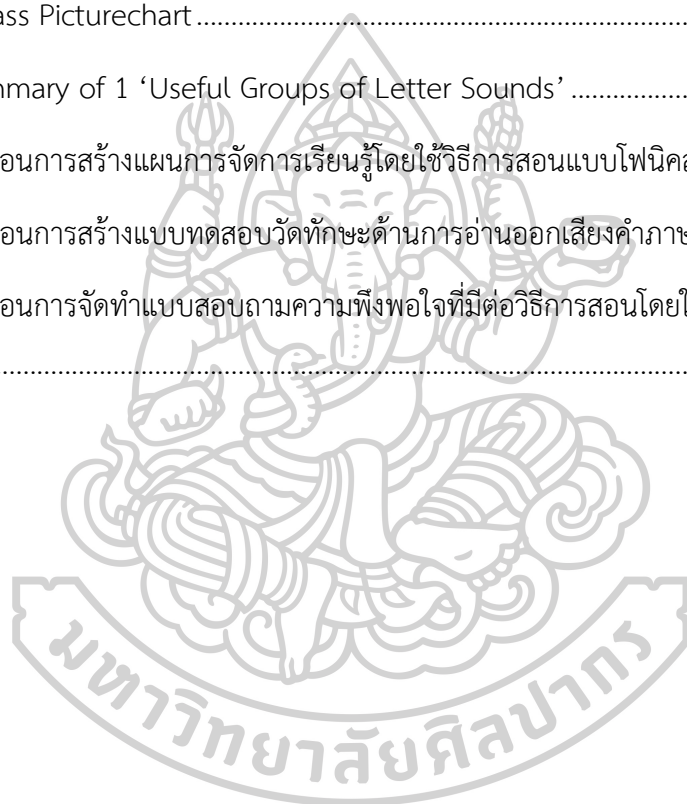 ass Picturechart
mmary of 1 ‘Useful Groups of Letter Sounds’
อนการสร้างแผนการจัดการเรียนรู้โดยใช้วิธีการสอนแบบโฟนิคส
อนการสร้างแบบทดสอบวัดทักษะด้านการอ่านออกเสียงคำภาษ
อนการจัดทำแบบสอบถามความพึงพอใจที่มีต่อวิธีการสอนโดยใ
มหาวิทยาลัยศิลปากร